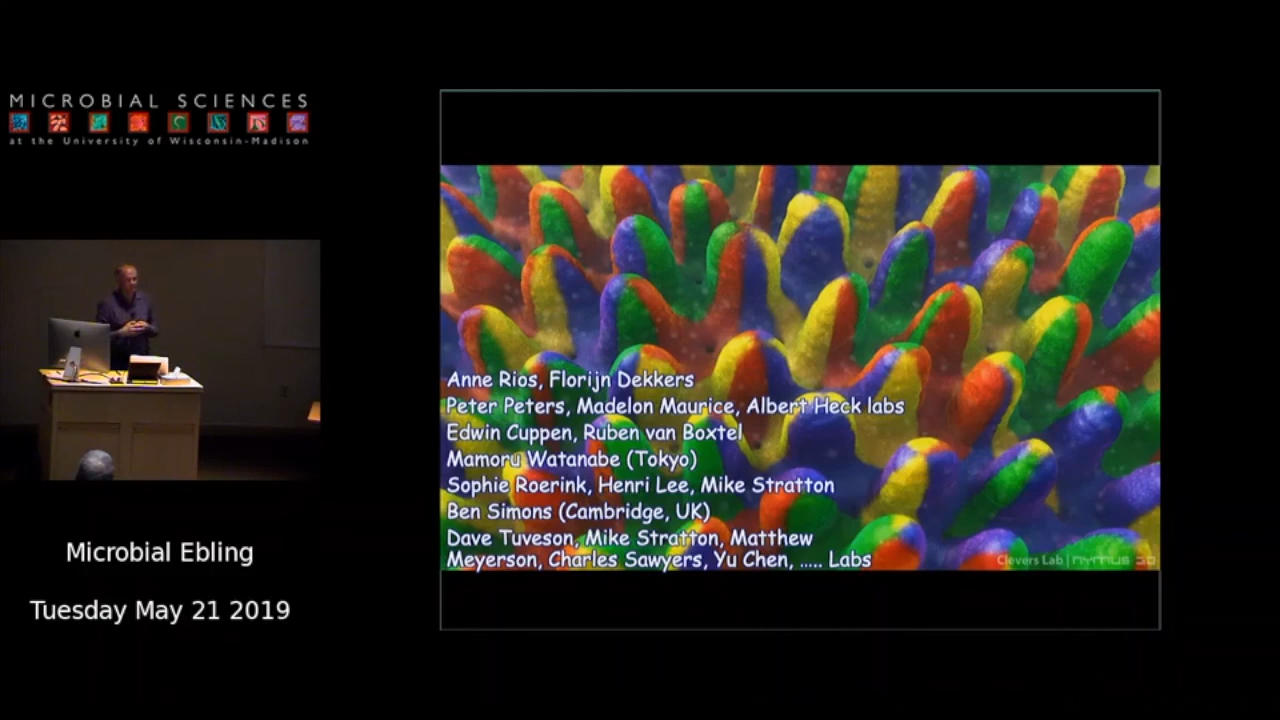 MICROBIAL SCIENCES
at the University of Wisconsin-Madison
Microbial Ebling
Tuesday May 21 2019
Anne Rios, Florijn Dekkers
Peter Peters, Madelon Maurice, Albert Heck labs
Edwin Cuppen, Ruben van Boxtel
Mamoru Watanabe (Tokyo)
Sophie Roerink, Henri Lee, Mike Stratton
Ben Simons (Cambridge, UK)
Dave Tuveson, Mike Stratton, Matthew
Meyerson, Charles Sawyers, Yu Chen, ..... Labs
Clevers Lab | NYMUS 3D